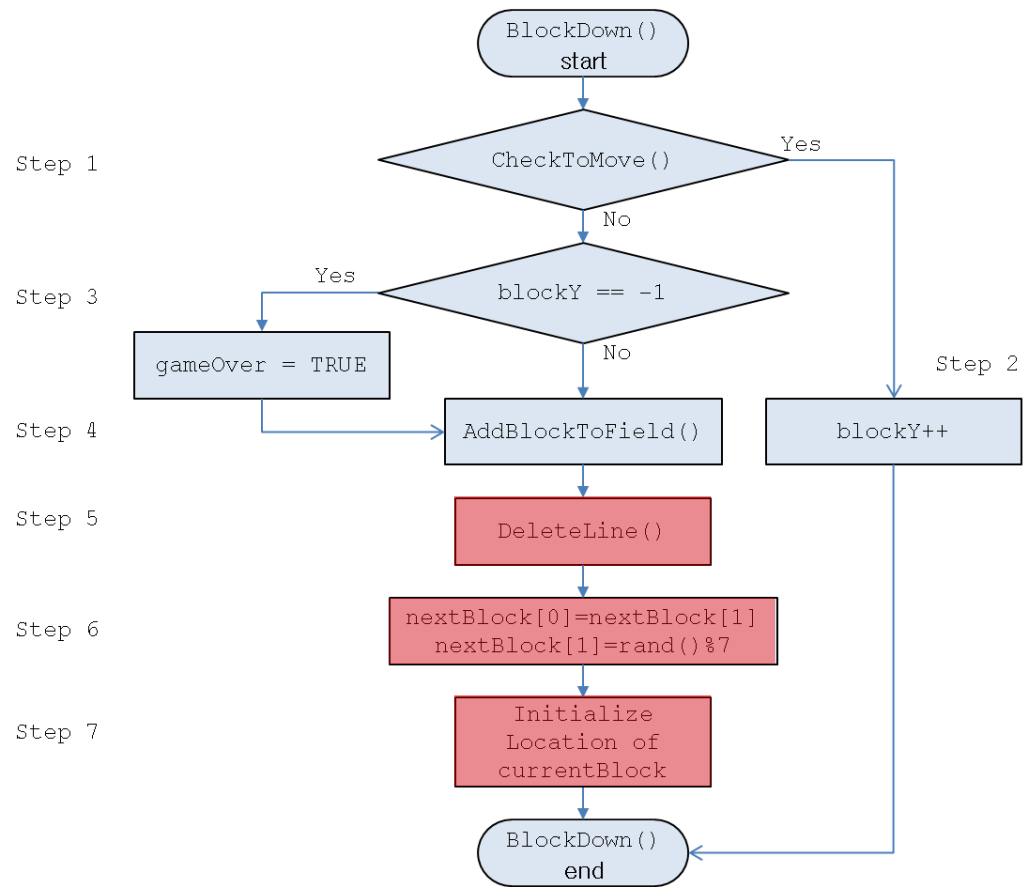 BlockDown()
start
Step 1
CheckToMove()
Yes
No
Step 3
Yes
blockY == -1
No
gameOver = TRUE
Step 2
Step 4
AddBlockToField()
blockY++
Step 5
DeleteLine()
Step 6
nextBlock[0]=nextBlock[1]
nextBlock[1]=rand()%7
Step 7
Initialize
Location of
currentBlock
BlockDown()
end